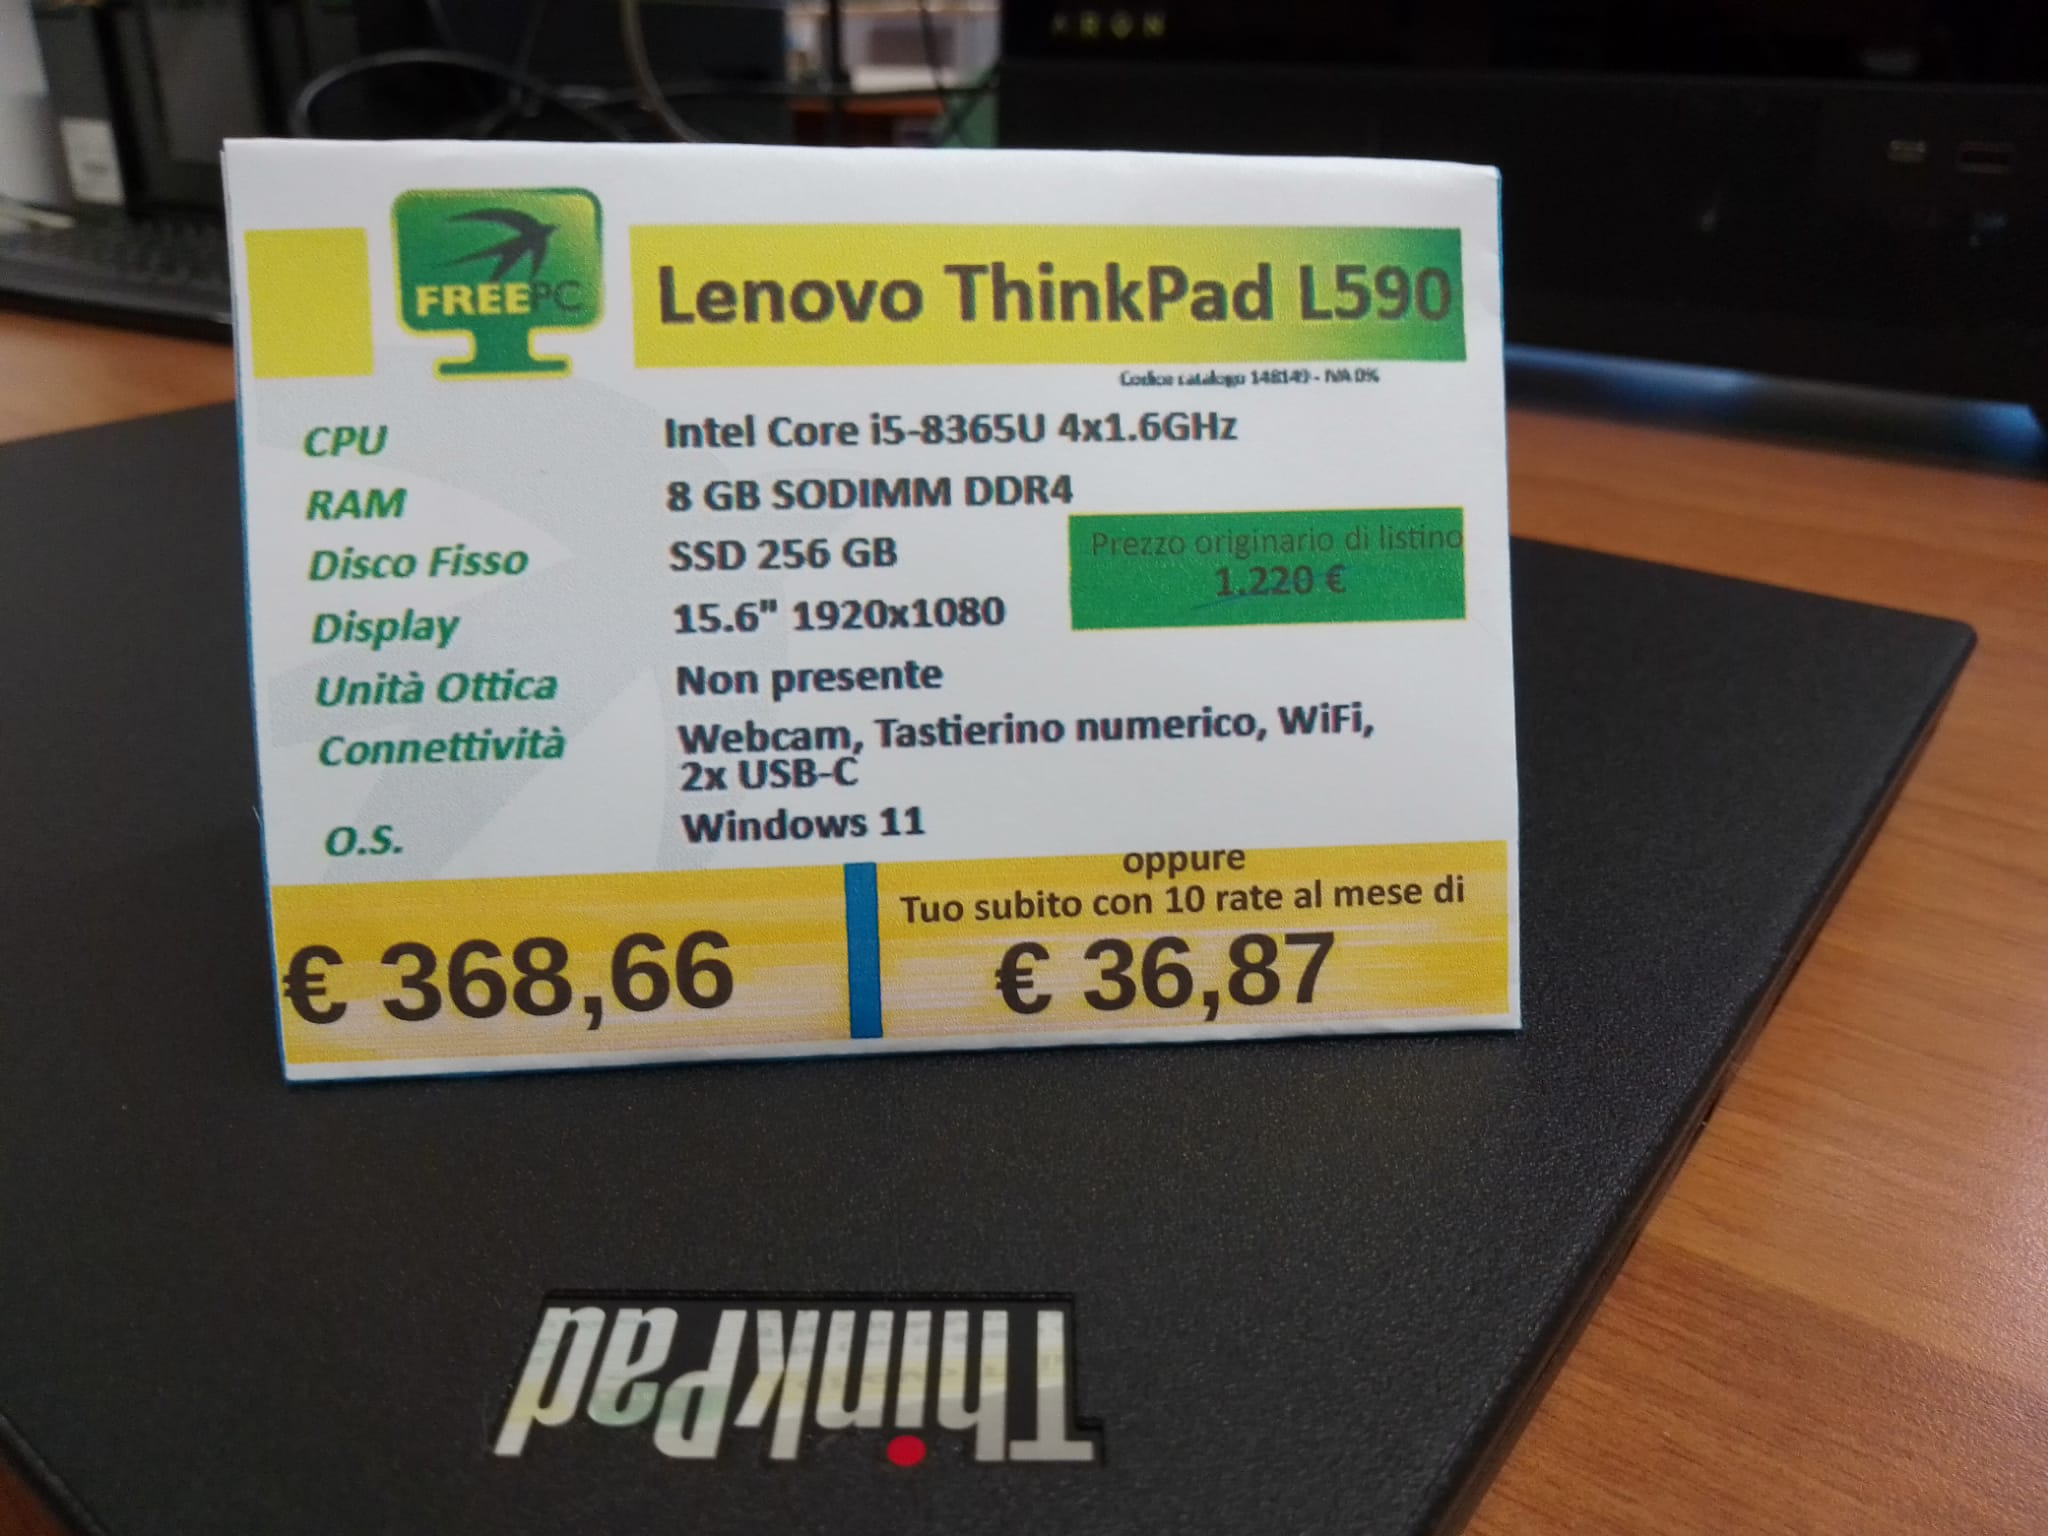 FREEPC
Lenovo ThinkPad L590
Codice catalogo 148149 - IVA 0%
CPU Intel Core i5-8365U 4x1.6GHz
RAM 8 GB SODIMM DDR4
Disco Fisso SSD 256 GB
Prezzo originario di listino
1.220 €
Display 15.6" 1920x1080
Unità Ottica Non presente
Connettività Webcam, Tastierino numerico, WiFi,
2x USB-C
O.S. Windows 11
€ 368,66
oppure
Tuo subito con 10 rate al mese di
€ 36,87
ThinkPad